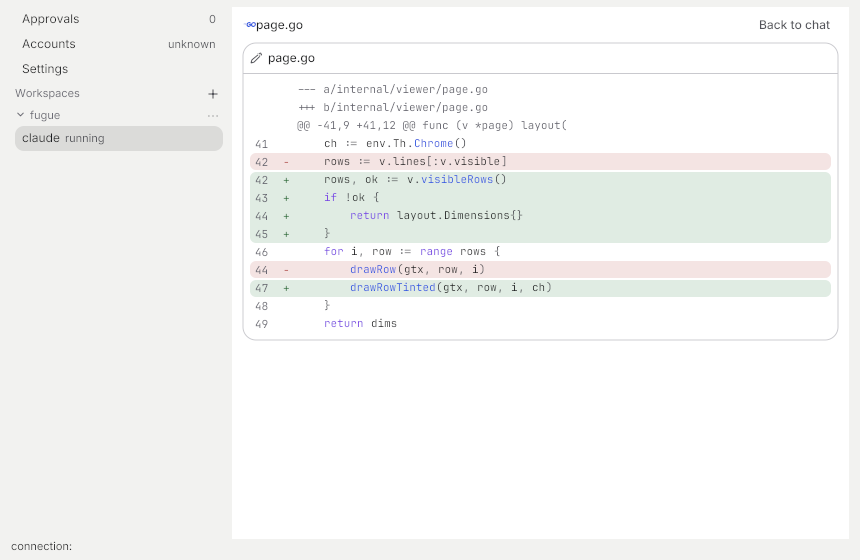 Approvals 0
Accounts unknown
Settings
Workspaces +
fugue ...
claude running
connection:
page.go Back to chat
page.go
--- a/internal/viewer/page.go
+++ b/internal/viewer/page.go
@@ -41,9 +41,12 @@ func (v *page) layout(
41 ch := env.Th.Chrome()
42 - rows := v.lines[:v.visible]
42 + rows, ok := v.visibleRows()
43 + if !ok {
44 + return layout.Dimensions{}
45 + }
46 for i, row := range rows {
44 - drawRow(gtx, row, i)
47 + drawRowTinted(gtx, row, i, ch)
48 }
49 return dims